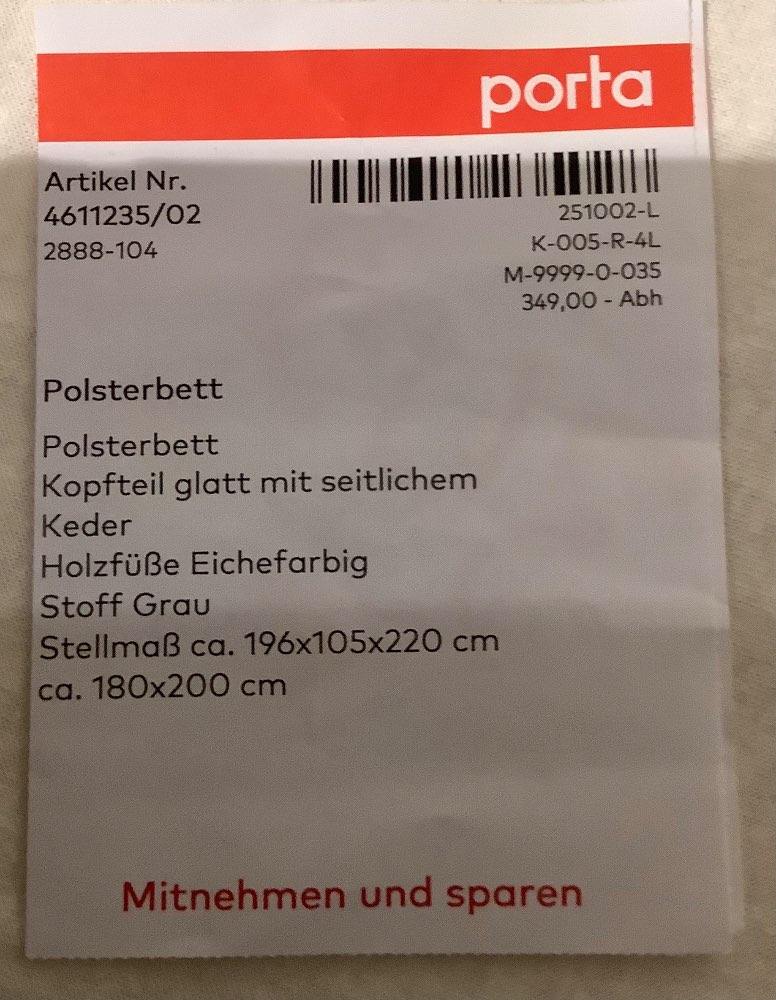 porta
Artikel Nr.
4611235/02
2888-104
251002-L
K-005-R-4L
M-9999-0-035
349,00 - Abh
Polsterbett
Polsterbett
Kopfteil glatt mit seitlichem
Keder
Holzfüße Eichefarbig
Stoff Grau
Stellmaß ca. 196x105x220 cm
ca. 180x200 cm
Mitnehmen und sparen